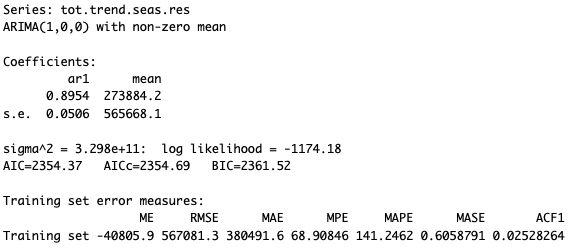 Series: tot.trend.seas.res
ARIMA(1,0,0) with non-zero mean
Coefficients:
ar1 mean
0.8954 273884.2
s.e. 0.0506 565668.1
sigma^2 = 3.298e+11: log likelihood = -1174.18
AIC=2354.37 AICc=2354.69 BIC=2361.52
Training set error measures:
ME RMSE MAE MPE MAPE MASE ACF1
Training set -40805.9 567081.3 380491.6 68.90846 141.2462 0.6058791 0.02528264